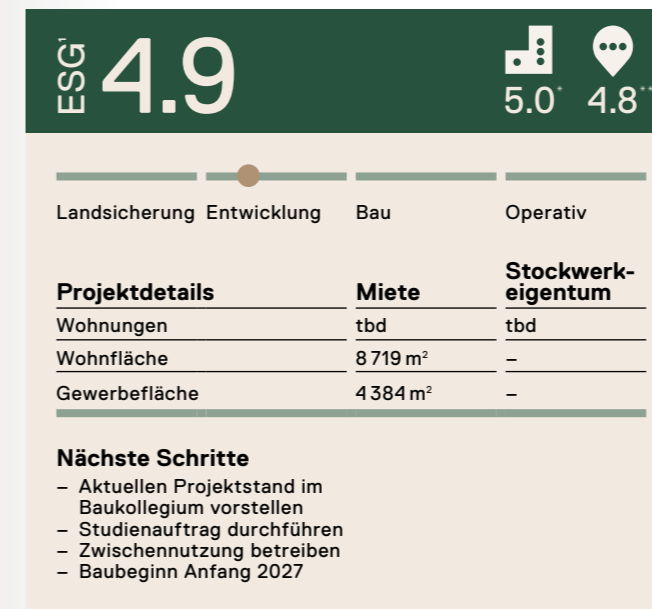 ESG¹ 4.9
5.0* 4.8**
Landsicherung Entwicklung Bau Operativ
Projektdetails Miete Stockwerk-
eigentum
Wohnungen tbd tbd
Wohnfläche 8 719 m² –
Gewerbefläche 4 384 m² –
Nächste Schritte
– Aktuellen Projektstand im
Baukollegium vorstellen
– Studienauftrag durchführen
– Zwischennutzung betreiben
– Baubeginn Anfang 2027